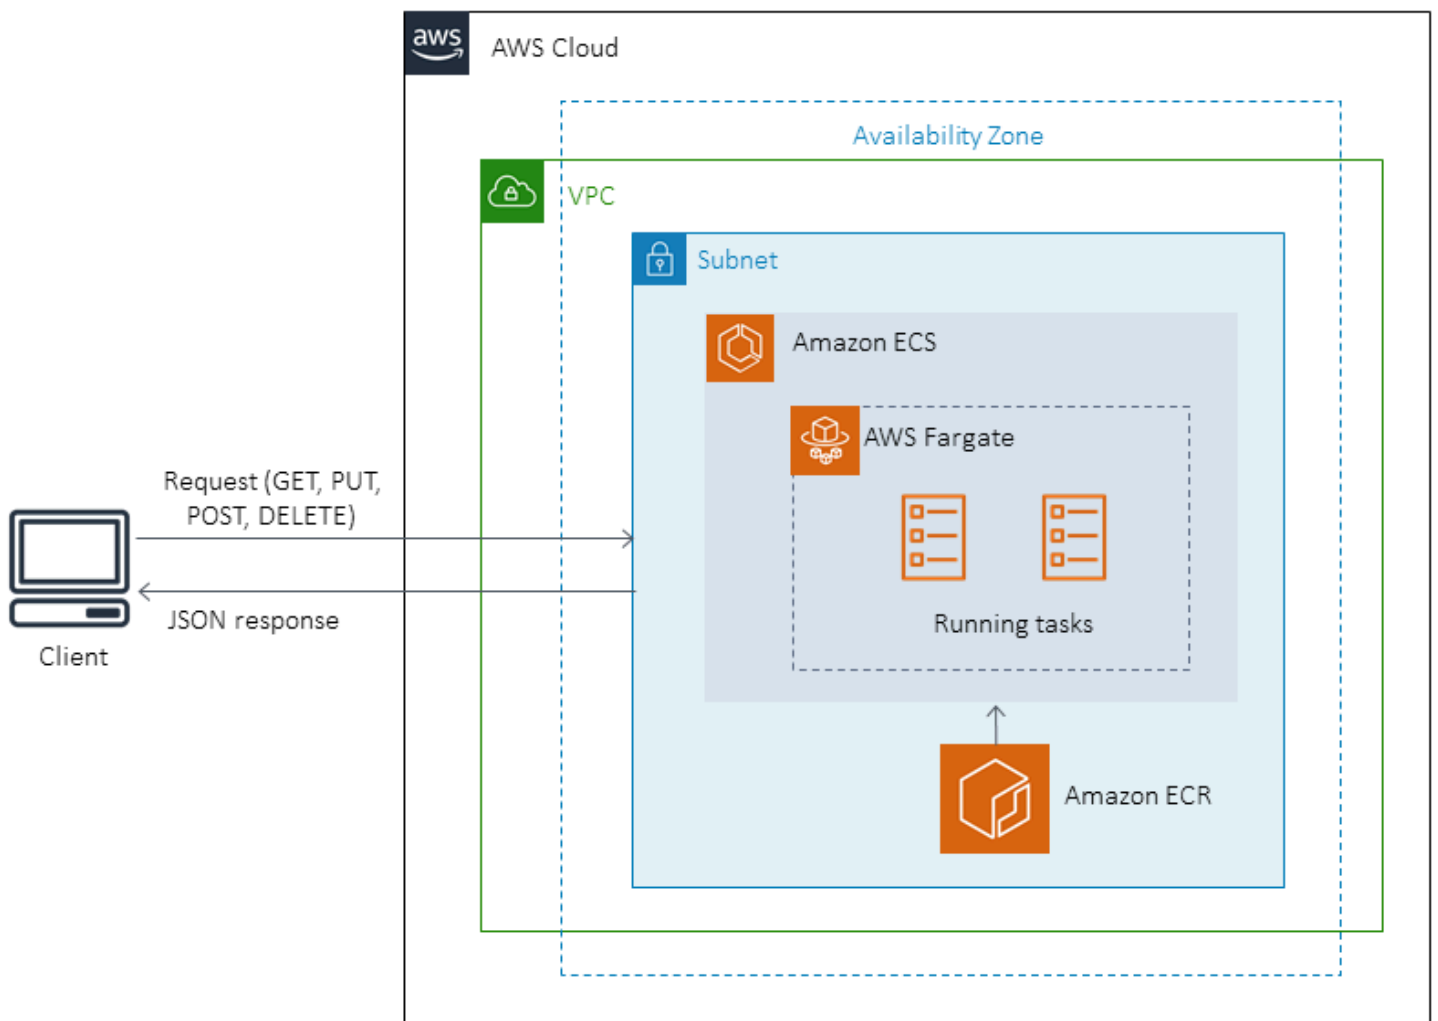 aws
AWS Cloud
Availability Zone
VPC
Subnet
Amazon ECS
AWS Fargate
Request (GET, PUT,
POST, DELETE)
JSON response
Client
Running tasks
Amazon ECR